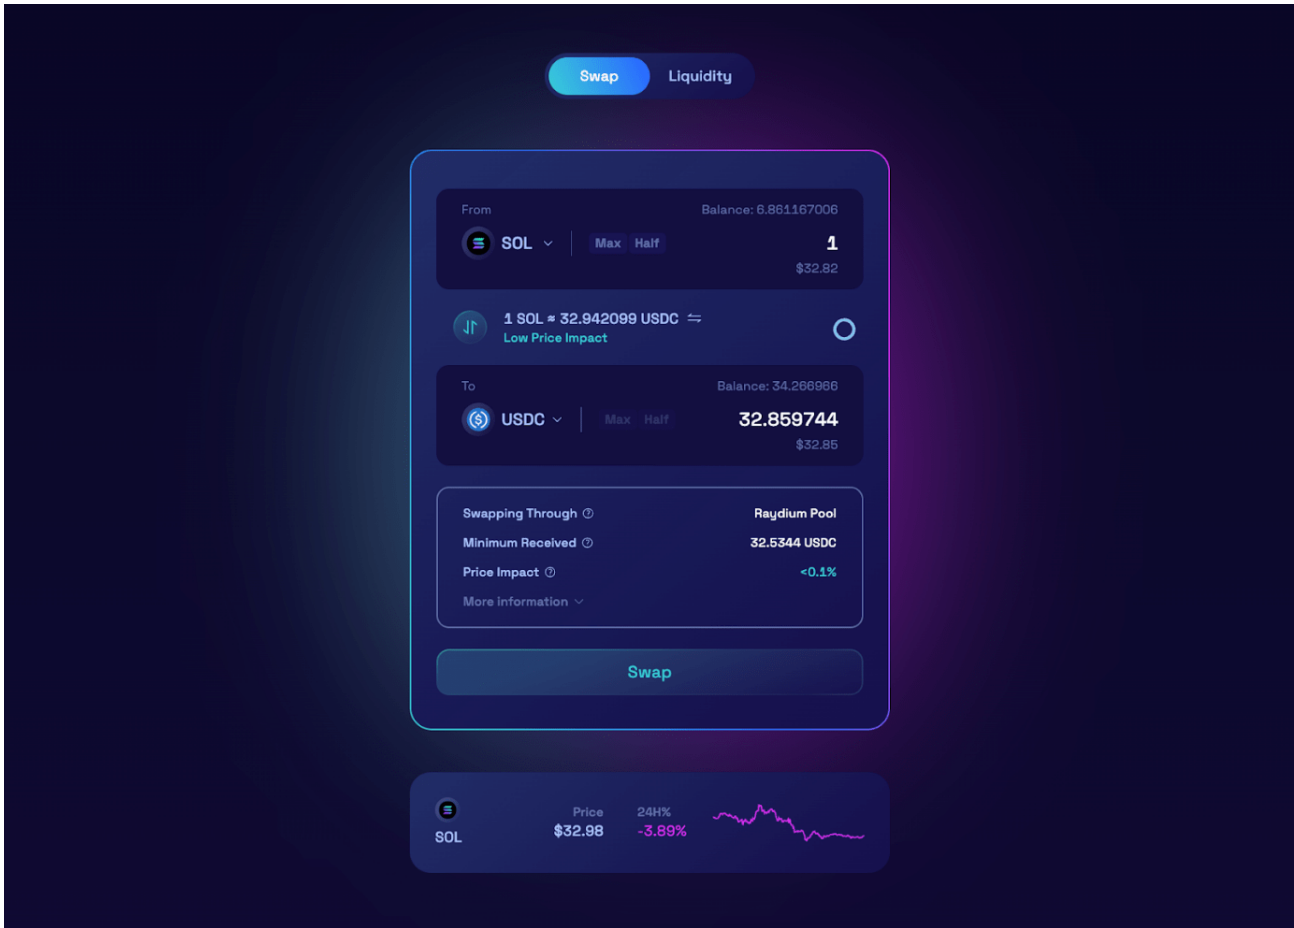 Swap Liquidity
From Balance: 6.861167006
SOL Max Half 1
$32.82
1 SOL ≈ 32.942099 USDC
Low Price Impact
To Balance: 34.266966
USDC Max Half 32.859744
$32.85
Swapping Through Raydium Pool
Minimum Received 32.5344 USDC
Price Impact <0.1%
More information
Swap
Price 24H%
$32.98 -3.89%
SOL